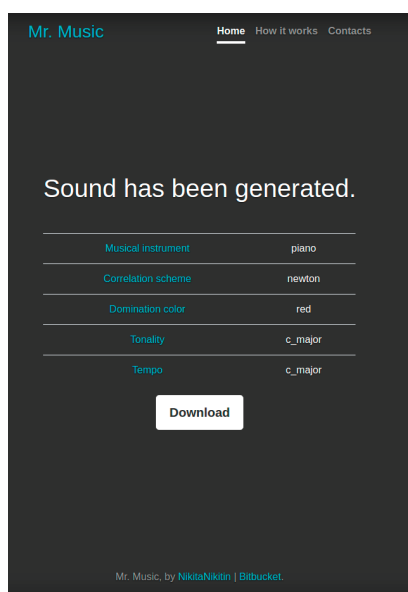 Mr. Music
Home How it works Contacts
Sound has been generated.
Musical instrument piano
Correlation scheme newton
Domination color red
Tonality c_major
Tempo c_major
Download
Mr. Music, by NikitaNikitin | Bitbucket.